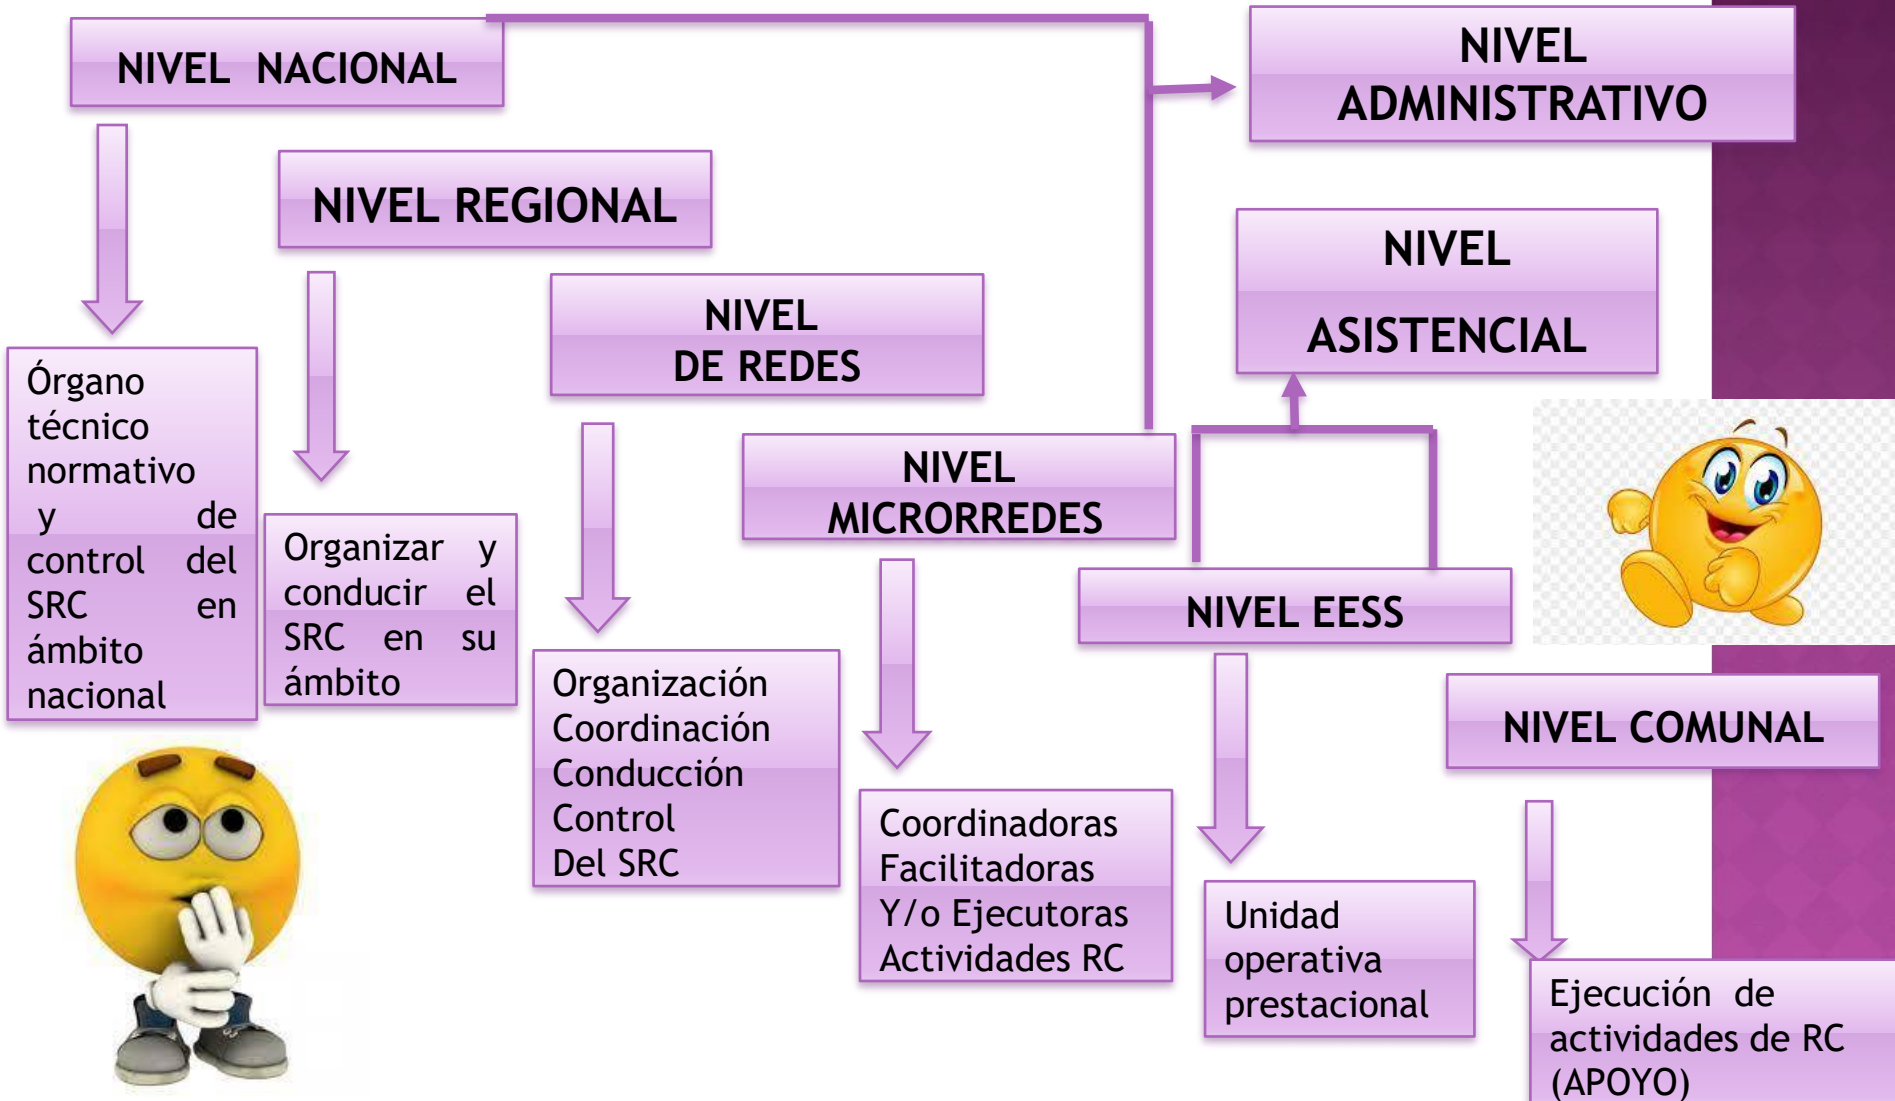 NIVEL NACIONAL
Órgano
técnico
normativo
y de
control del
SRC en
ámbito
nacional
NIVEL REGIONAL
Organizar y
conducir el
SRC en su
ámbito
NIVEL
DE REDES
Organización
Coordinación
Conducción
Control
Del SRC
NIVEL
MICRORREDES
Coordinadoras
Facilitadoras
Y/o Ejecutoras
Actividades RC
NIVEL
ADMINISTRATIVO
NIVEL
ASISTENCIAL
NIVEL EESS
Unidad
operativa
prestacional
NIVEL COMUNAL
Ejecución de
actividades de RC
(APOYO)